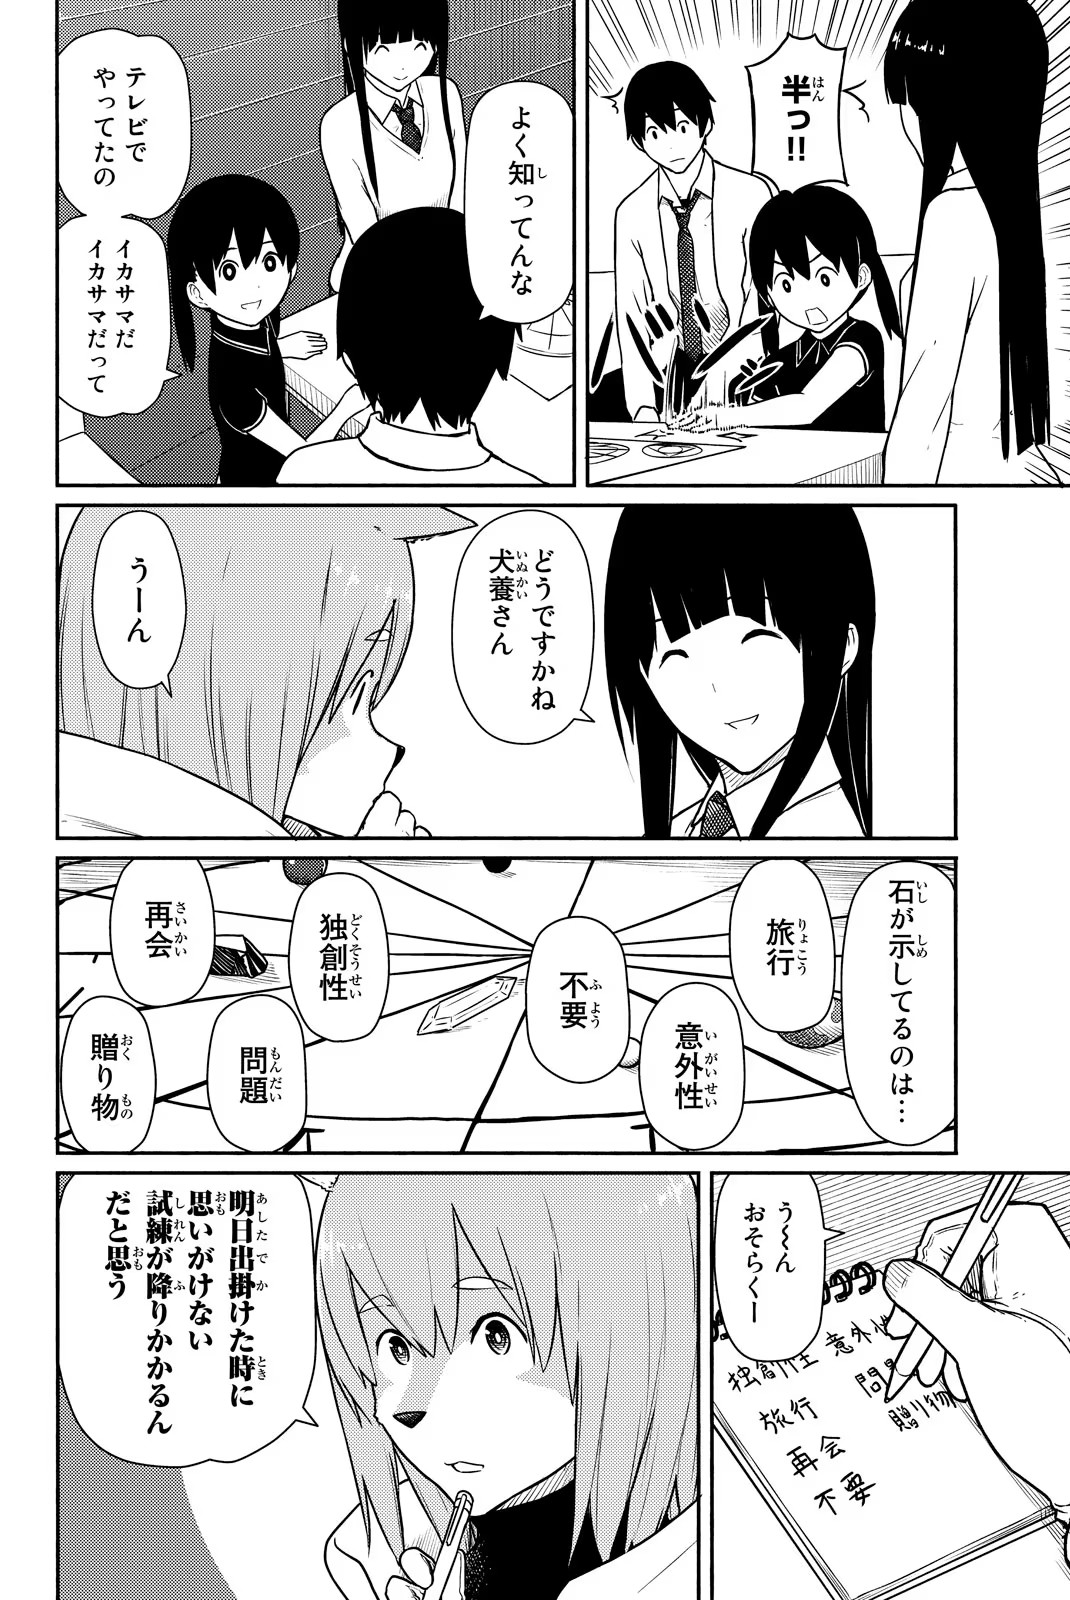 半っ!!
よく知ってんな
テレビで
やってたの
イカサマだ
イカサマだって
どうですかね
犬養さん
うーん
石が示してるのは…
旅行
意外性
不要
独創性
問題
再会
贈り物
う〜ん
おそらくー
独創性 意外性
旅行 問
再会 贈り物
不要
明日出掛けた時に
思いがけない
試練が降りかかるん
だと思う